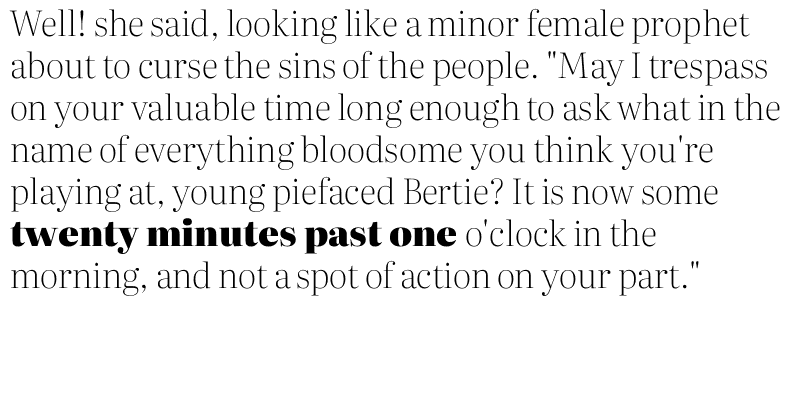 Well! she said, looking like a minor female prophet
about to curse the sins of the people. "May I trespass
on your valuable time long enough to ask what in the
name of everything bloodsome you think you're
playing at, young piefaced Bertie? It is now some
twenty minutes past one o'clock in the
morning, and not a spot of action on your part."